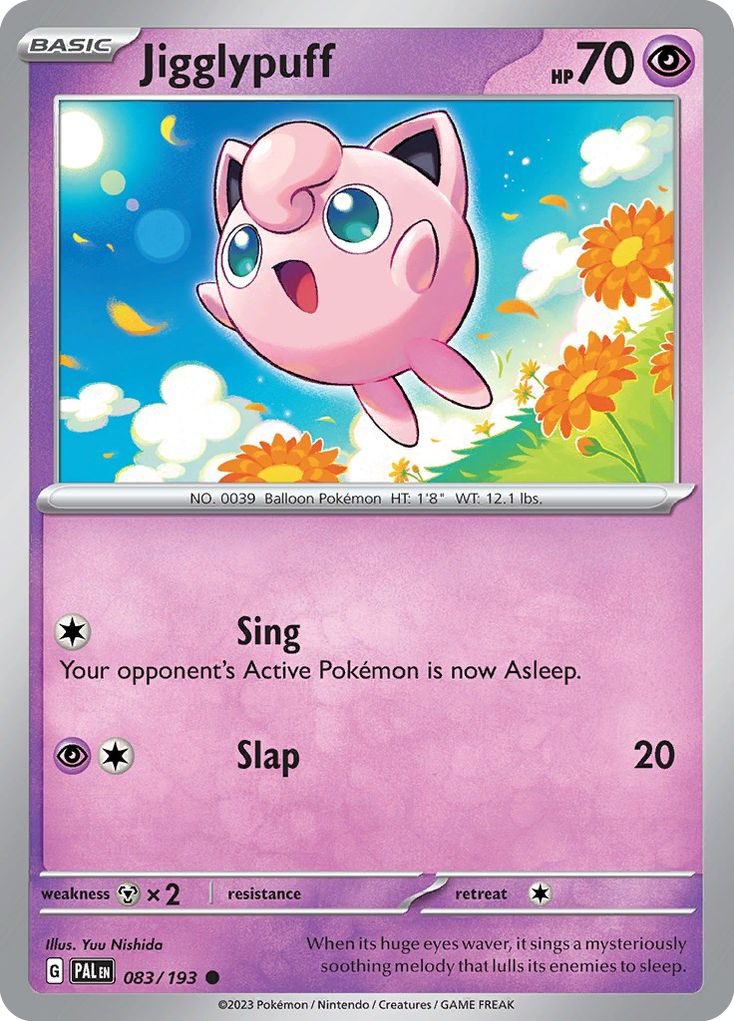 BASIC
Jigglypuff
HP 70
NO. 0039 Balloon Pokémon HT: 1'8" WT: 12.1 lbs.
Sing
Your opponent's Active Pokémon is now Asleep.
Slap 20
weakness ×2 resistance retreat
Illus. Yuu Nishida
When its huge eyes waver, it sings a mysteriously
soothing melody that lulls its enemies to sleep.
G PAL EN 083/193
©2023 Pokémon / Nintendo / Creatures / GAME FREAK